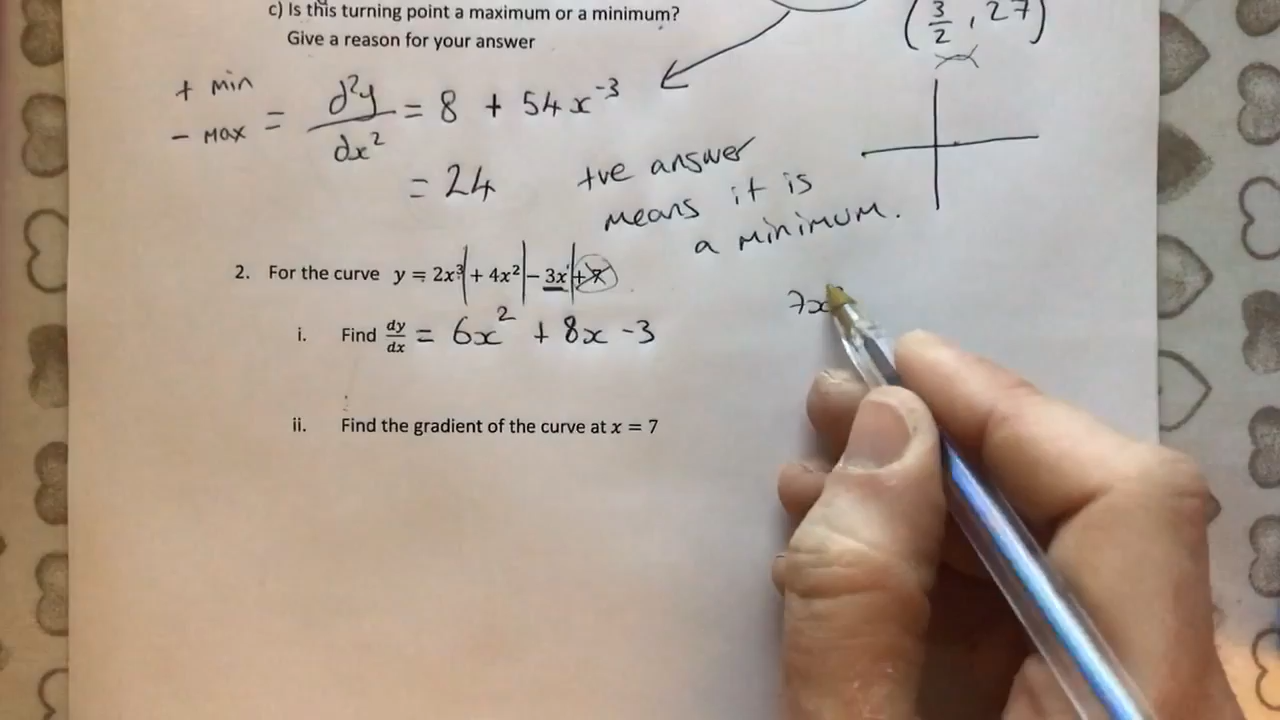 c) Is this turning point a maximum or a minimum?
Give a reason for your answer
(3/2, 27)
+ min
- max = d²y/dx² = 8 + 54x⁻³
= 24
+ve answer
means it is
a minimum.
2. For the curve y = 2x³ + 4x² - 3x + 7
i. Find dy/dx = 6x² + 8x - 3
7x
ii. Find the gradient of the curve at x = 7